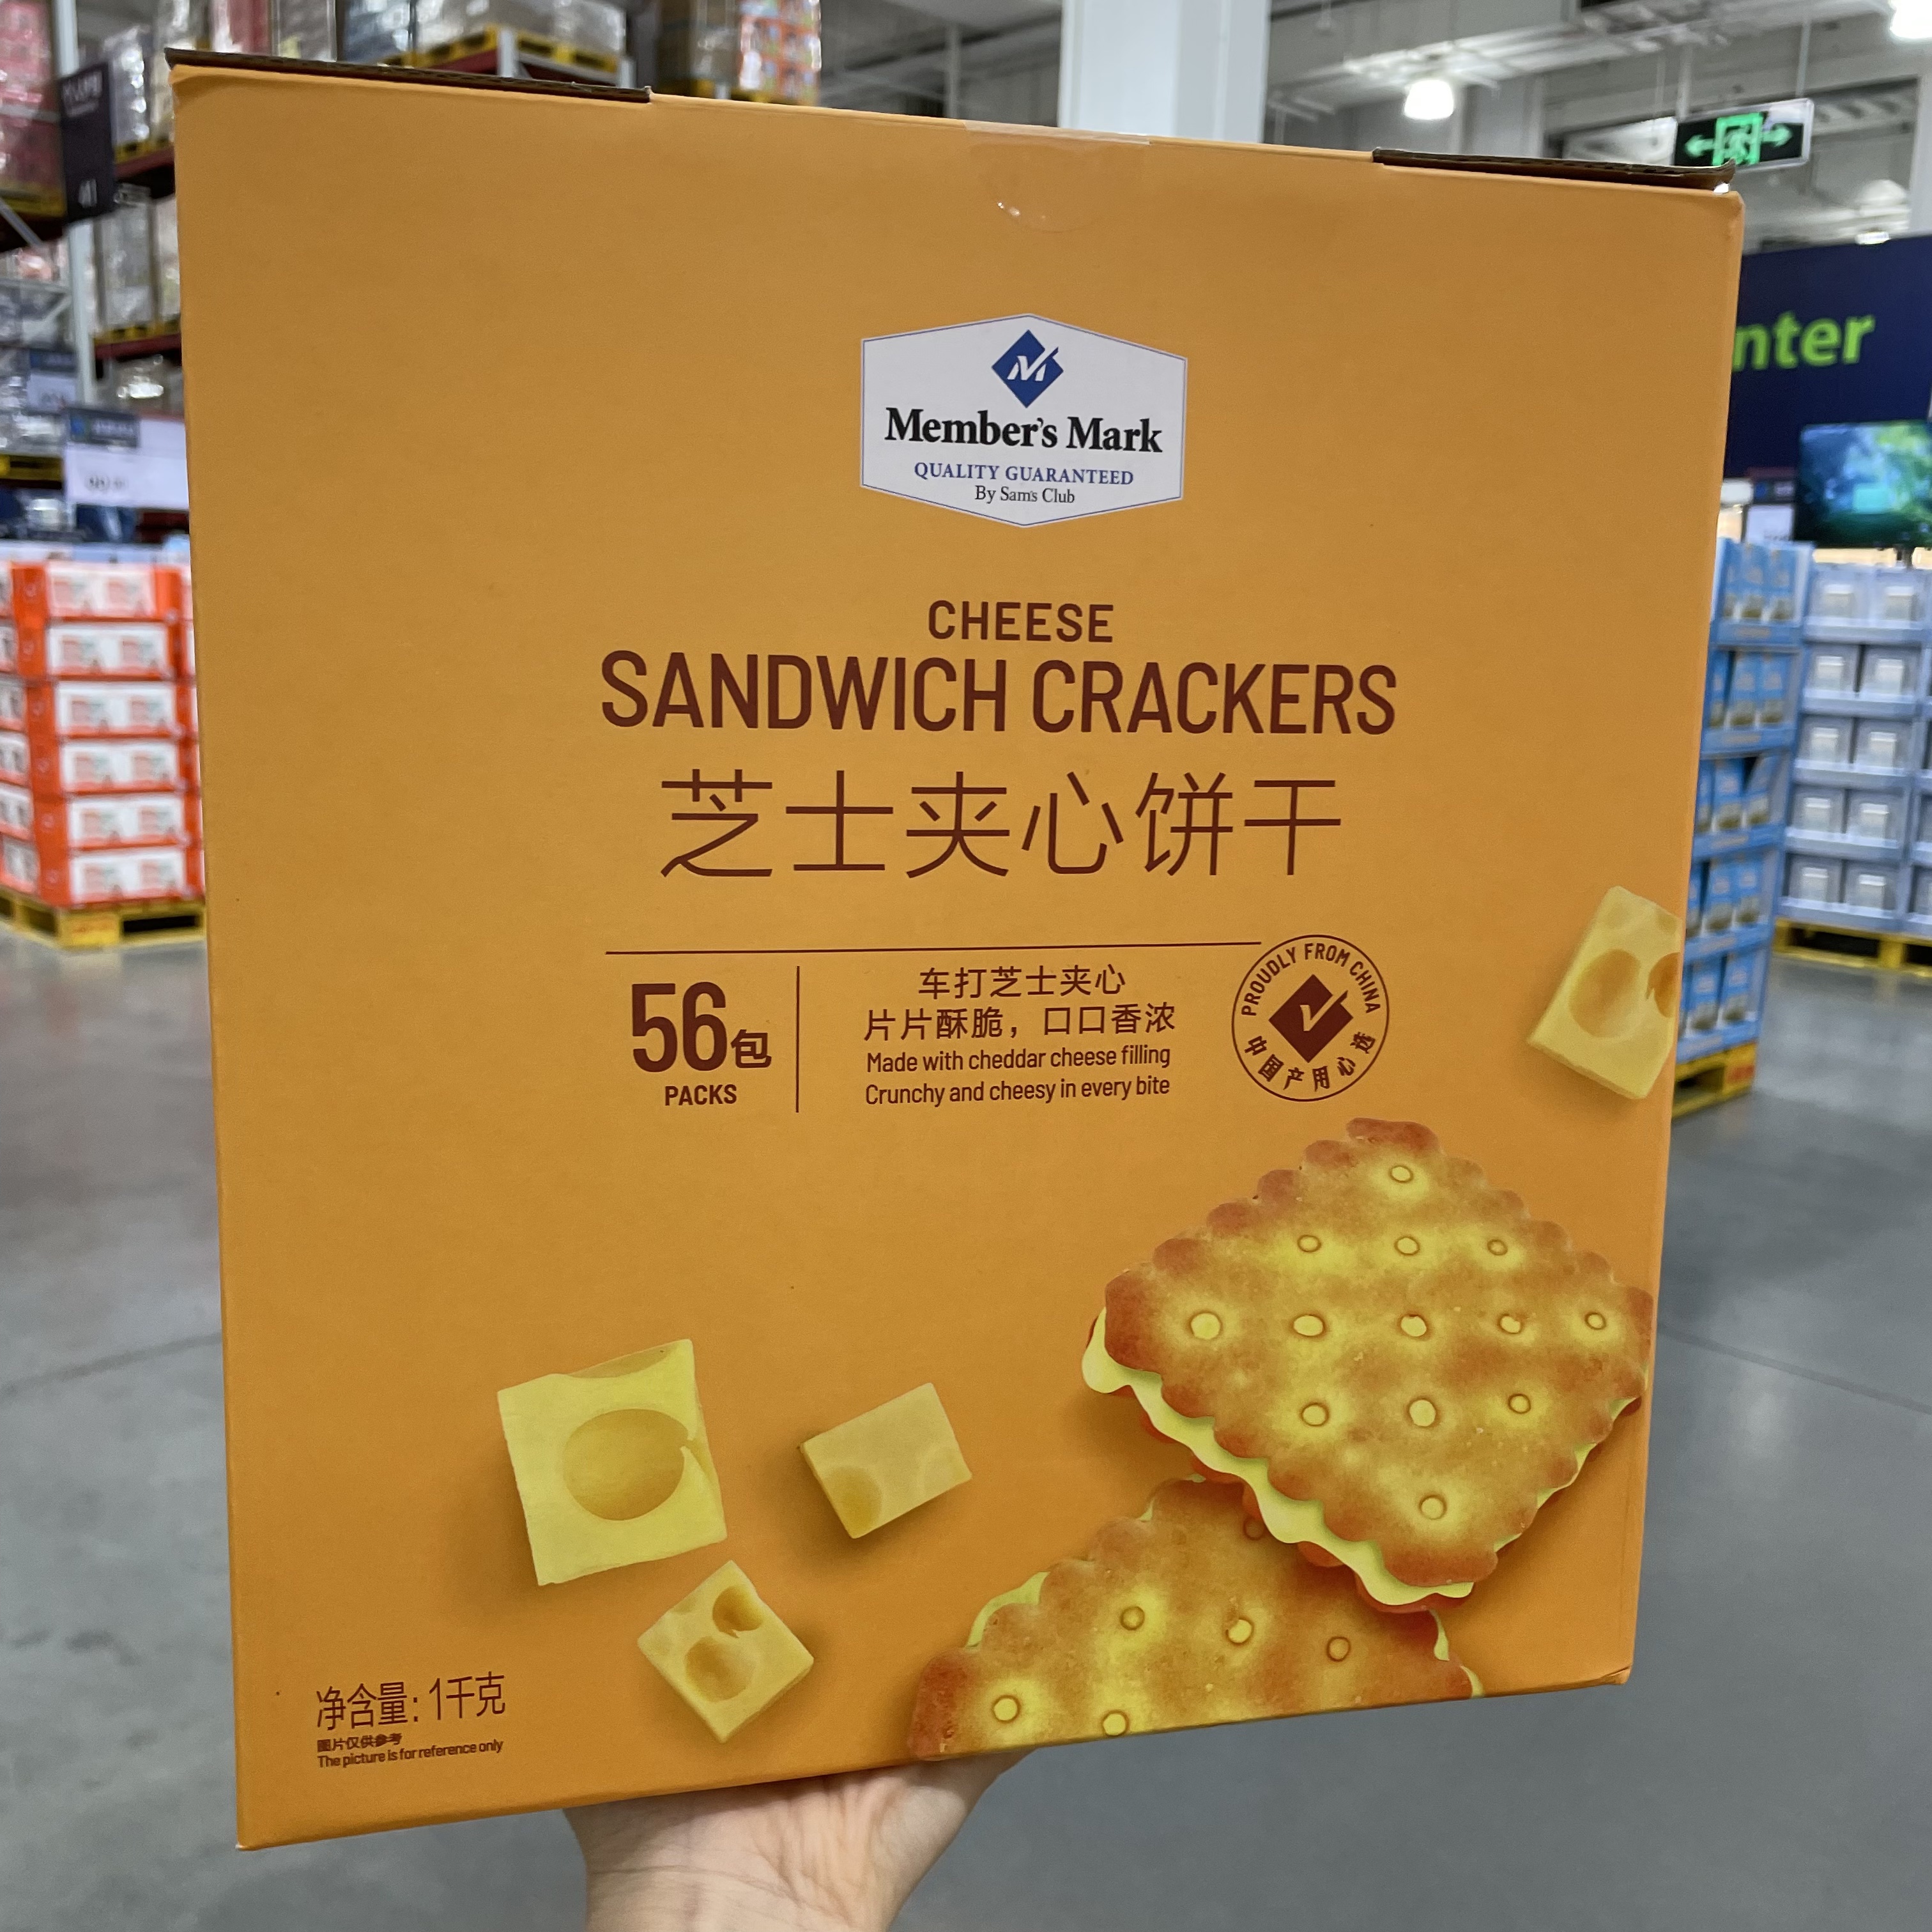 Member's Mark
QUALITY GUARANTEED
By Sam's Club
CHEESE
SANDWICH CRACKERS
芝士夹心饼干
56包
PACKS
车打芝士夹心
片片酥脆，口口香浓
Made with cheddar cheese filling
Crunchy and cheesy in every bite
PROUDLY FROM CHINA
中国产用心选
净含量：1千克
图片仅供参考
The picture is for reference only
nter